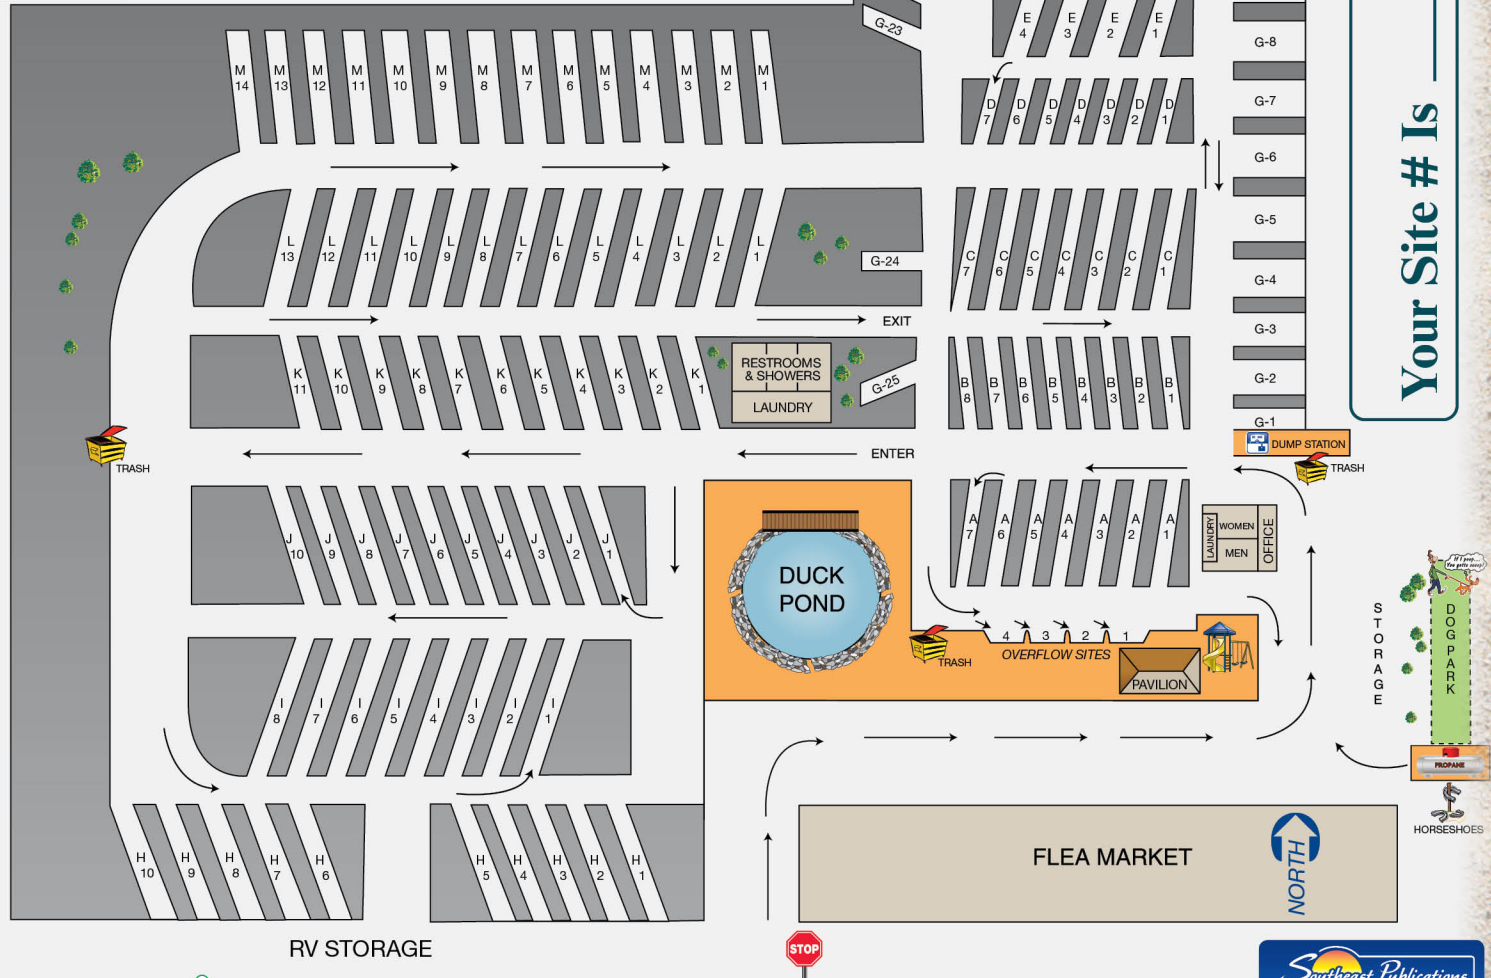 G-23
E 4
E 3
E 2
E 1
G-8
M 14
M 13
M 12
M 11
M 10
M 9
M 8
M 7
M 6
M 5
M 4
M 3
M 2
M 1
D 7
D 6
D 5
D 4
D 3
D 2
D 1
G-7
G-6
Your Site # Is
L 13
L 12
L 11
L 10
L 9
L 8
L 7
L 6
L 5
L 4
L 3
L 2
L 1
G-24
C 7
C 6
C 5
C 4
C 3
C 2
C 1
G-5
G-4
EXIT
G-3
K 11
K 10
K 9
K 8
K 7
K 6
K 5
K 4
K 3
K 2
K 1
RESTROOMS
& SHOWERS
LAUNDRY
G-25
B 8
B 7
B 6
B 5
B 4
B 3
B 2
B 1
G-2
G-1
DUMP STATION
TRASH
ENTER
TRASH
J 10
J 9
J 8
J 7
J 6
J 5
J 4
J 3
J 2
J 1
DUCK
POND
A 7
A 6
A 5
A 4
A 3
A 2
A 1
LAUNDRY
WOMEN
MEN
OFFICE
If I poop...
You gotta scoop!
STORAGE
DOG PARK
4 3 2 1
OVERFLOW SITES
TRASH
PAVILION
I 8
I 7
I 6
I 5
I 4
I 3
I 2
I 1
PROPANE
HORSESHOES
H 10
H 9
H 8
H 7
H 6
H 5
H 4
H 3
H 2
H 1
FLEA MARKET
NORTH
RV STORAGE
STOP
Southeast Publications